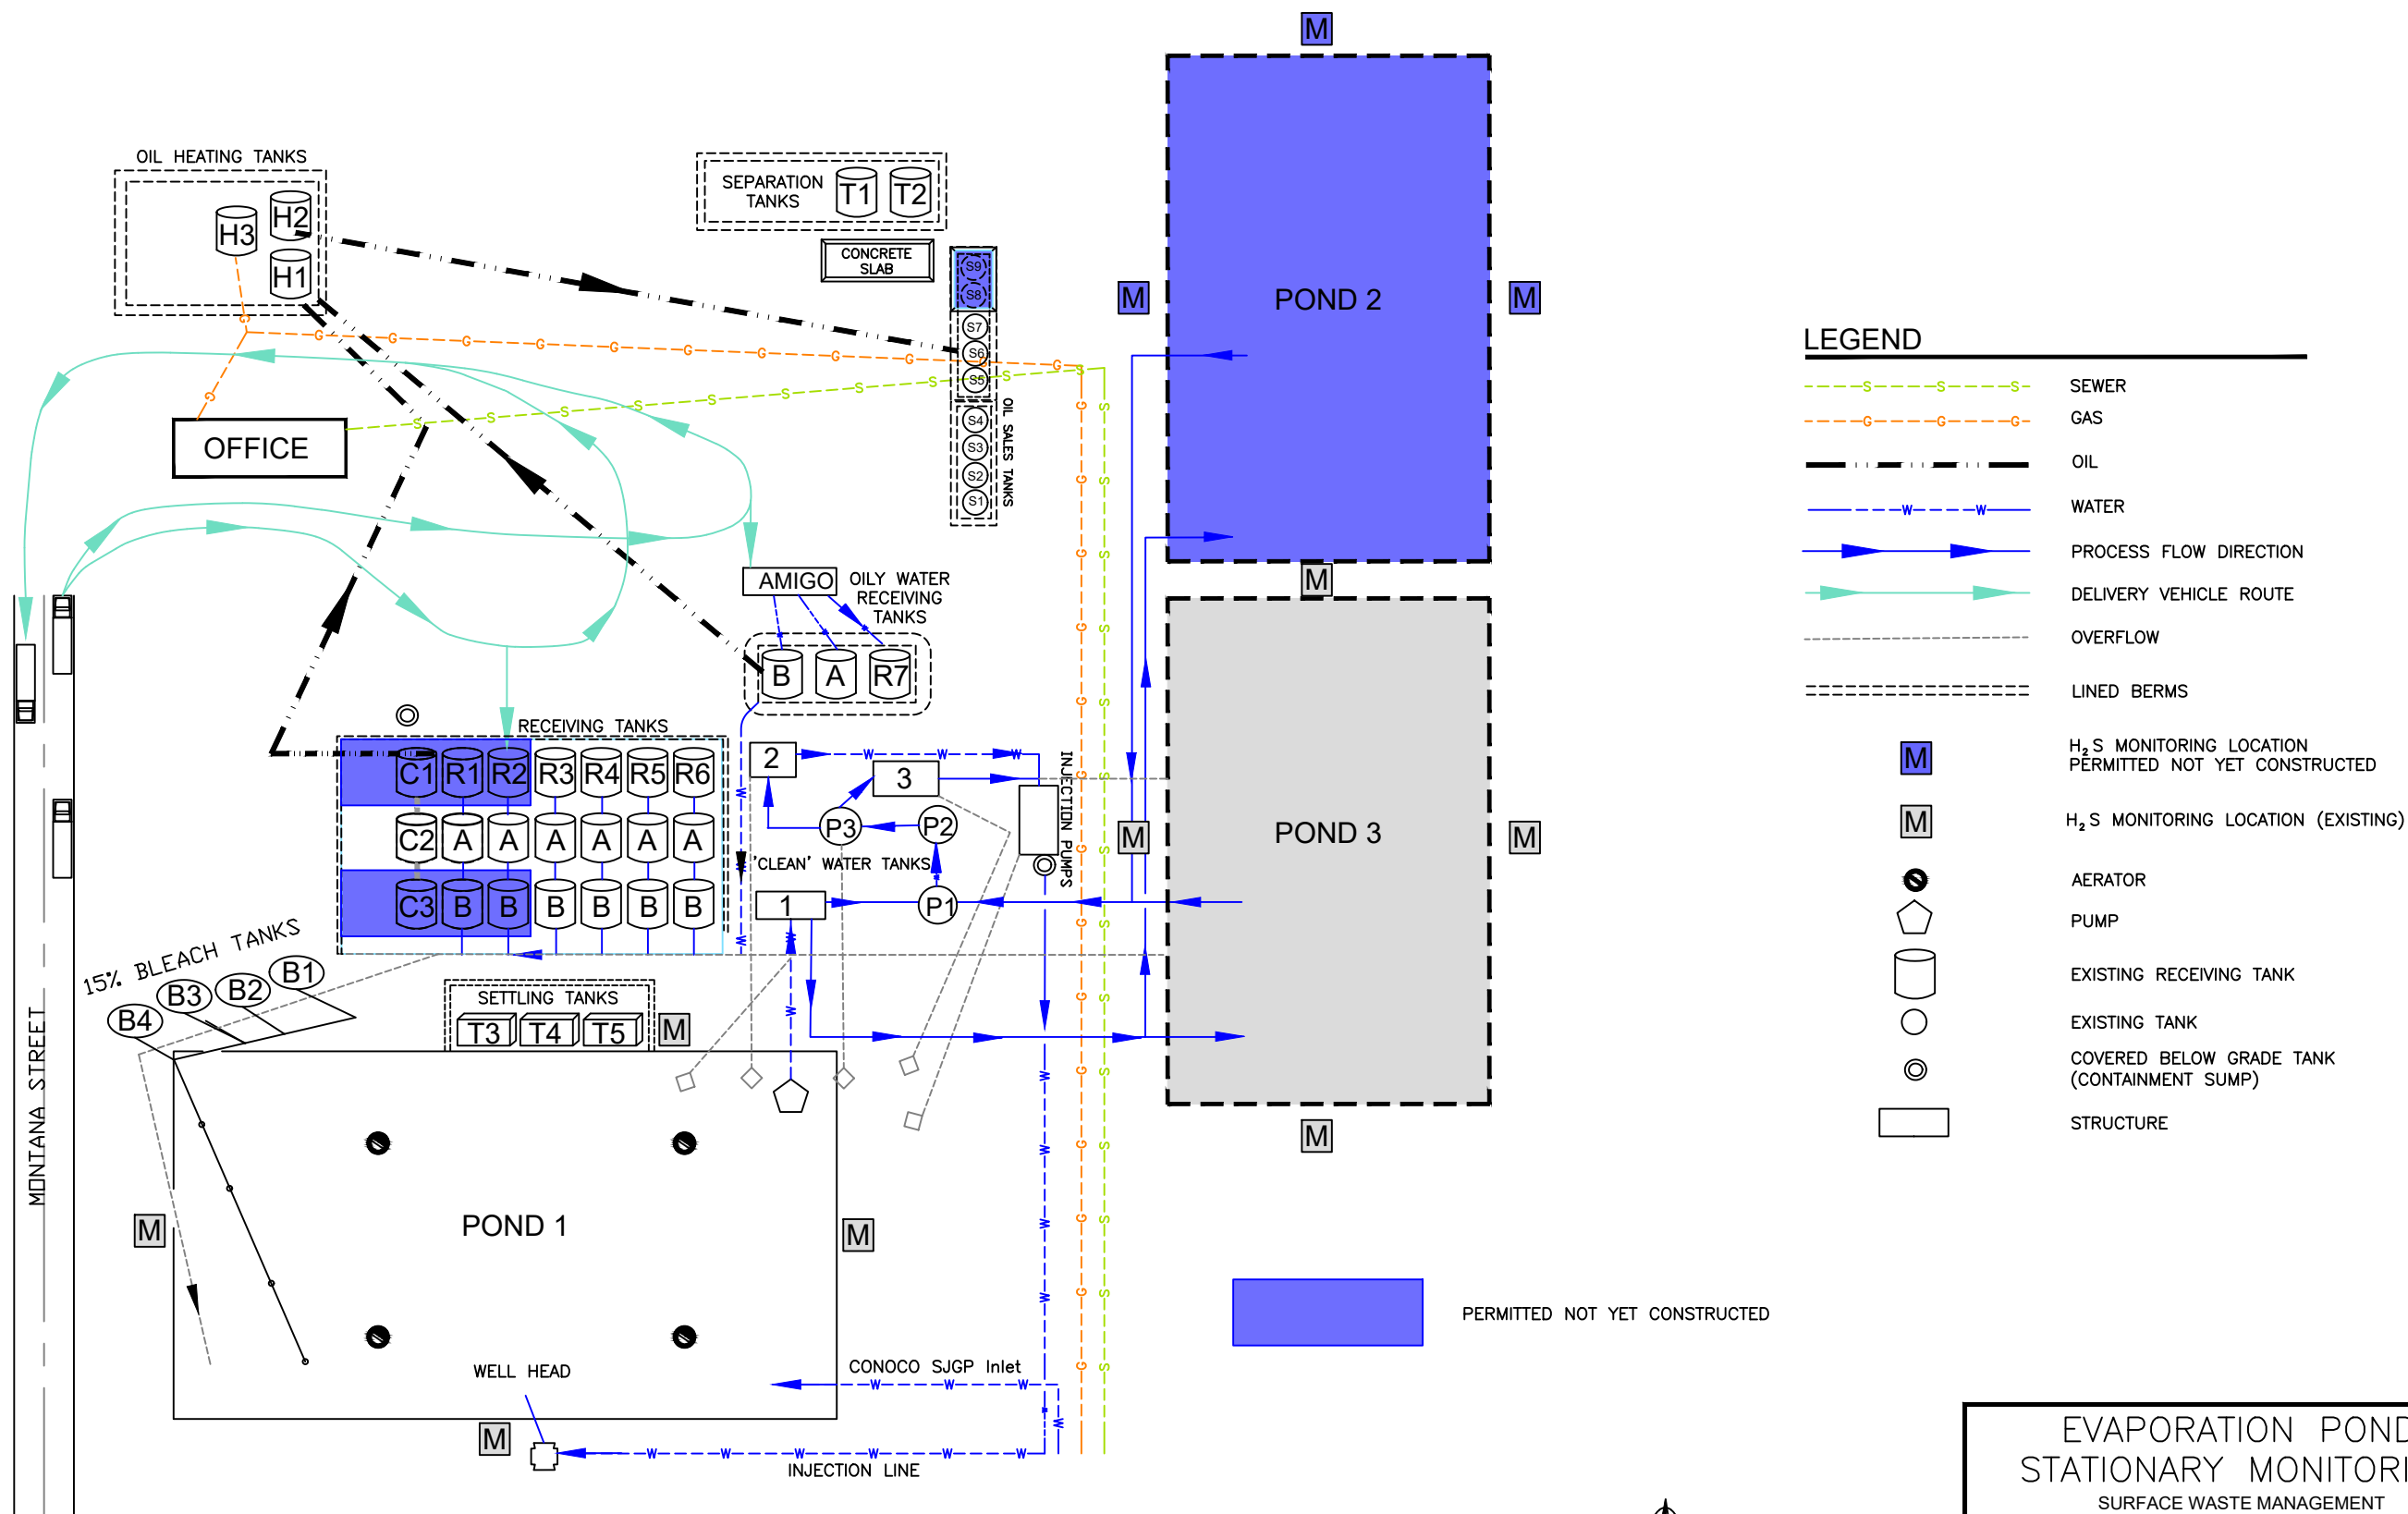 M
OIL HEATING TANKS
H2
H3
H1
SEPARATION
TANKS
T1
T2
CONCRETE
SLAB
S9
S8
S7
S6
S5
S4
S3
S2
S1
OIL SALES TANKS
M
POND 2
M
OFFICE
AMIGO
OILY WATER
RECEIVING
TANKS
B
A
R7
M
RECEIVING TANKS
C1
R1
R2
R3
R4
R5
R6
C2
A
A
A
A
A
A
C3
B
B
B
B
B
B
2
3
P3
P2
'CLEAN' WATER TANKS
1
P1
INJECTION PUMPS
M
POND 3
M
M
15% BLEACH TANKS
B1
B2
B3
B4
SETTLING TANKS
T3
T4
T5
M
MONTANA STREET
M
POND 1
M
WELL HEAD
CONOCO SJGP Inlet
M
INJECTION LINE
G
S
W
LEGEND
S S S SEWER
G G G GAS
OIL
W W WATER
PROCESS FLOW DIRECTION
DELIVERY VEHICLE ROUTE
OVERFLOW
LINED BERMS
M H2S MONITORING LOCATION
PERMITTED NOT YET CONSTRUCTED
M H2S MONITORING LOCATION (EXISTING)
AERATOR
PUMP
EXISTING RECEIVING TANK
EXISTING TANK
COVERED BELOW GRADE TANK
(CONTAINMENT SUMP)
STRUCTURE
PERMITTED NOT YET CONSTRUCTED
EVAPORATION POND
STATIONARY MONITORI
SURFACE WASTE MANAGEMENT